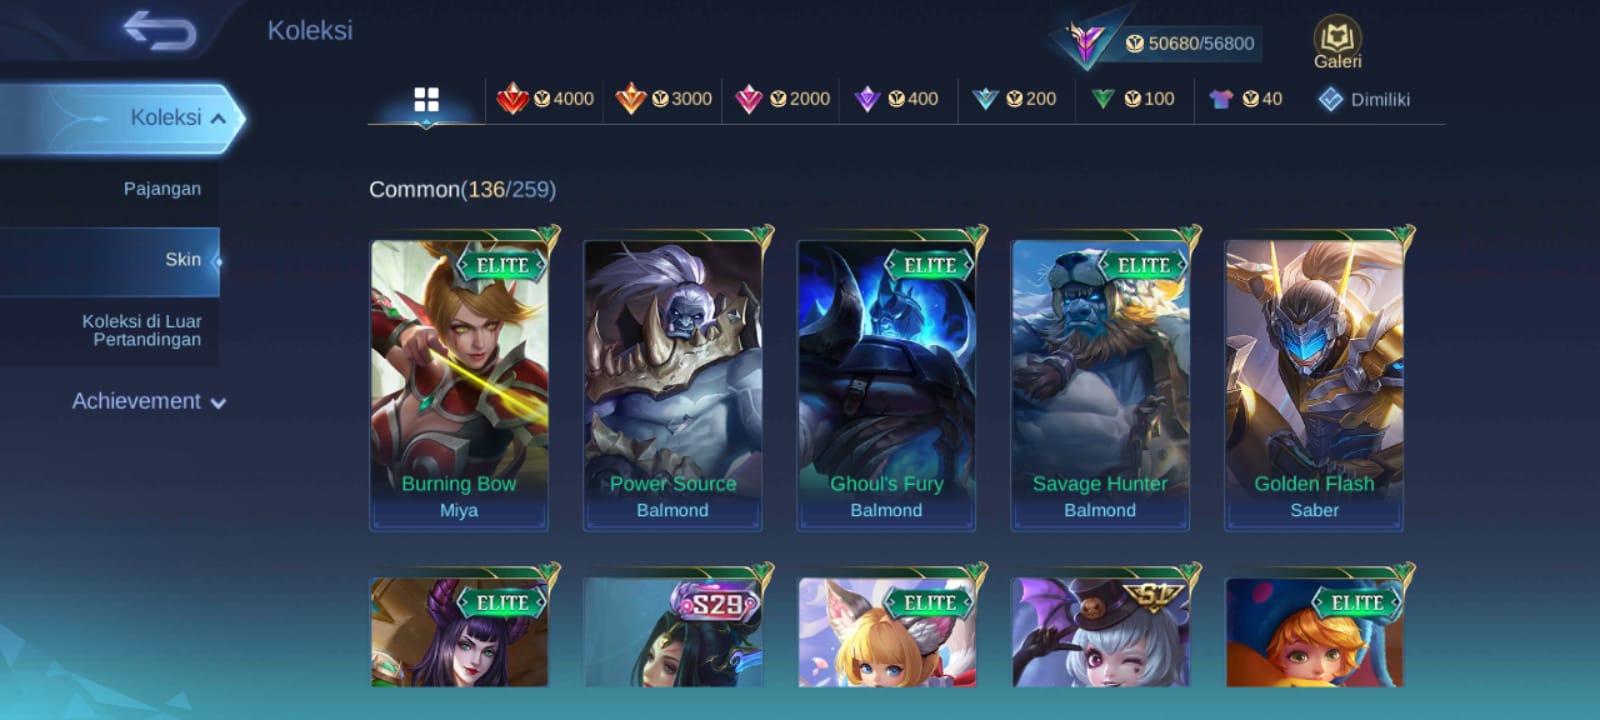 Koleksi
50680/56800
Galeri
4000
3000
2000
400
200
100
40
Dimiliki
Koleksi
Pajangan
Skin
Koleksi di Luar
Pertandingan
Achievement
Common(136/259)
ELITE
ELITE
ELITE
Burning Bow
Miya
Power Source
Balmond
Ghoul's Fury
Balmond
Savage Hunter
Balmond
Golden Flash
Saber
ELITE
S29
ELITE
S1
ELITE